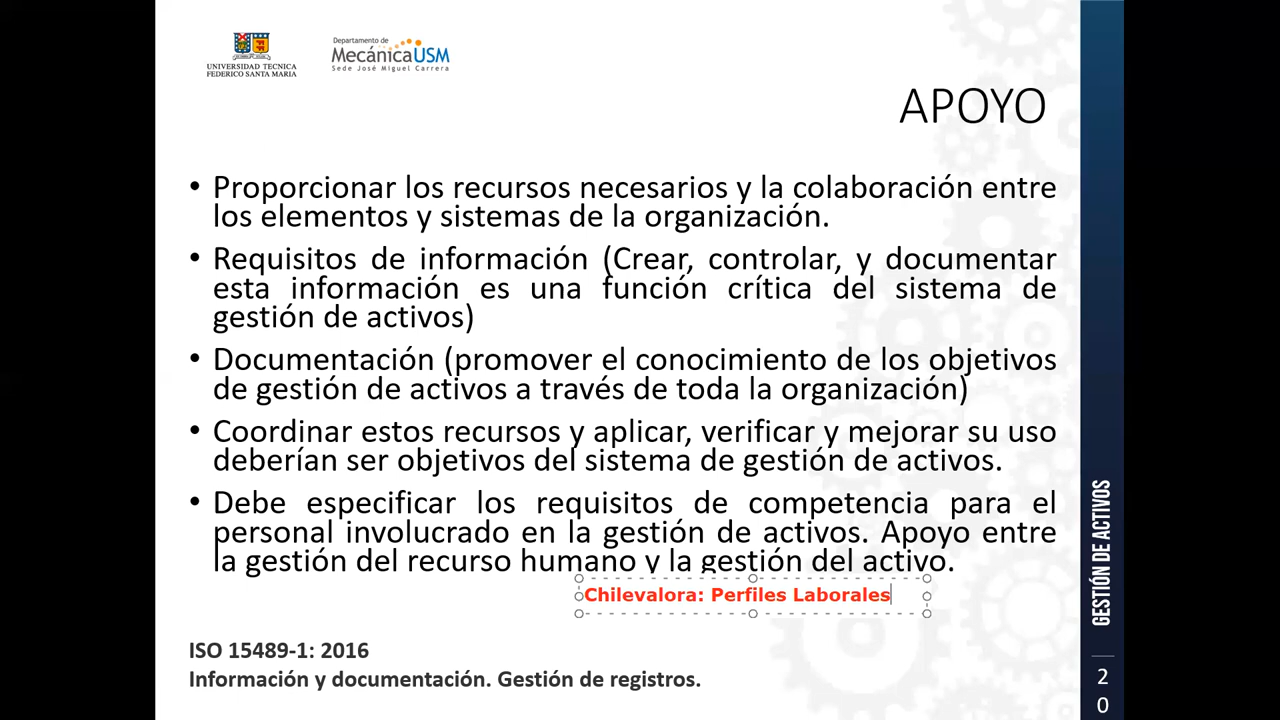 UNIVERSIDAD TECNICA
FEDERICO SANTA MARIA
Departamento de
MecánicaUSM
Sede José Miguel Carrera
APOYO
• Proporcionar los recursos necesarios y la colaboración entre
los elementos y sistemas de la organización.
• Requisitos de información (Crear, controlar, y documentar
esta información es una función crítica del sistema de
gestión de activos)
• Documentación (promover el conocimiento de los objetivos
de gestión de activos a través de toda la organización)
• Coordinar estos recursos y aplicar, verificar y mejorar su uso
deberían ser objetivos del sistema de gestión de activos.
• Debe especificar los requisitos de competencia para el
personal involucrado en la gestión de activos. Apoyo entre
la gestión del recurso humano y la gestión del activo.
Chilevalora: Perfiles Laborales
ISO 15489-1: 2016
Información y documentación. Gestión de registros.
GESTIÓN DE ACTIVOS
2
0